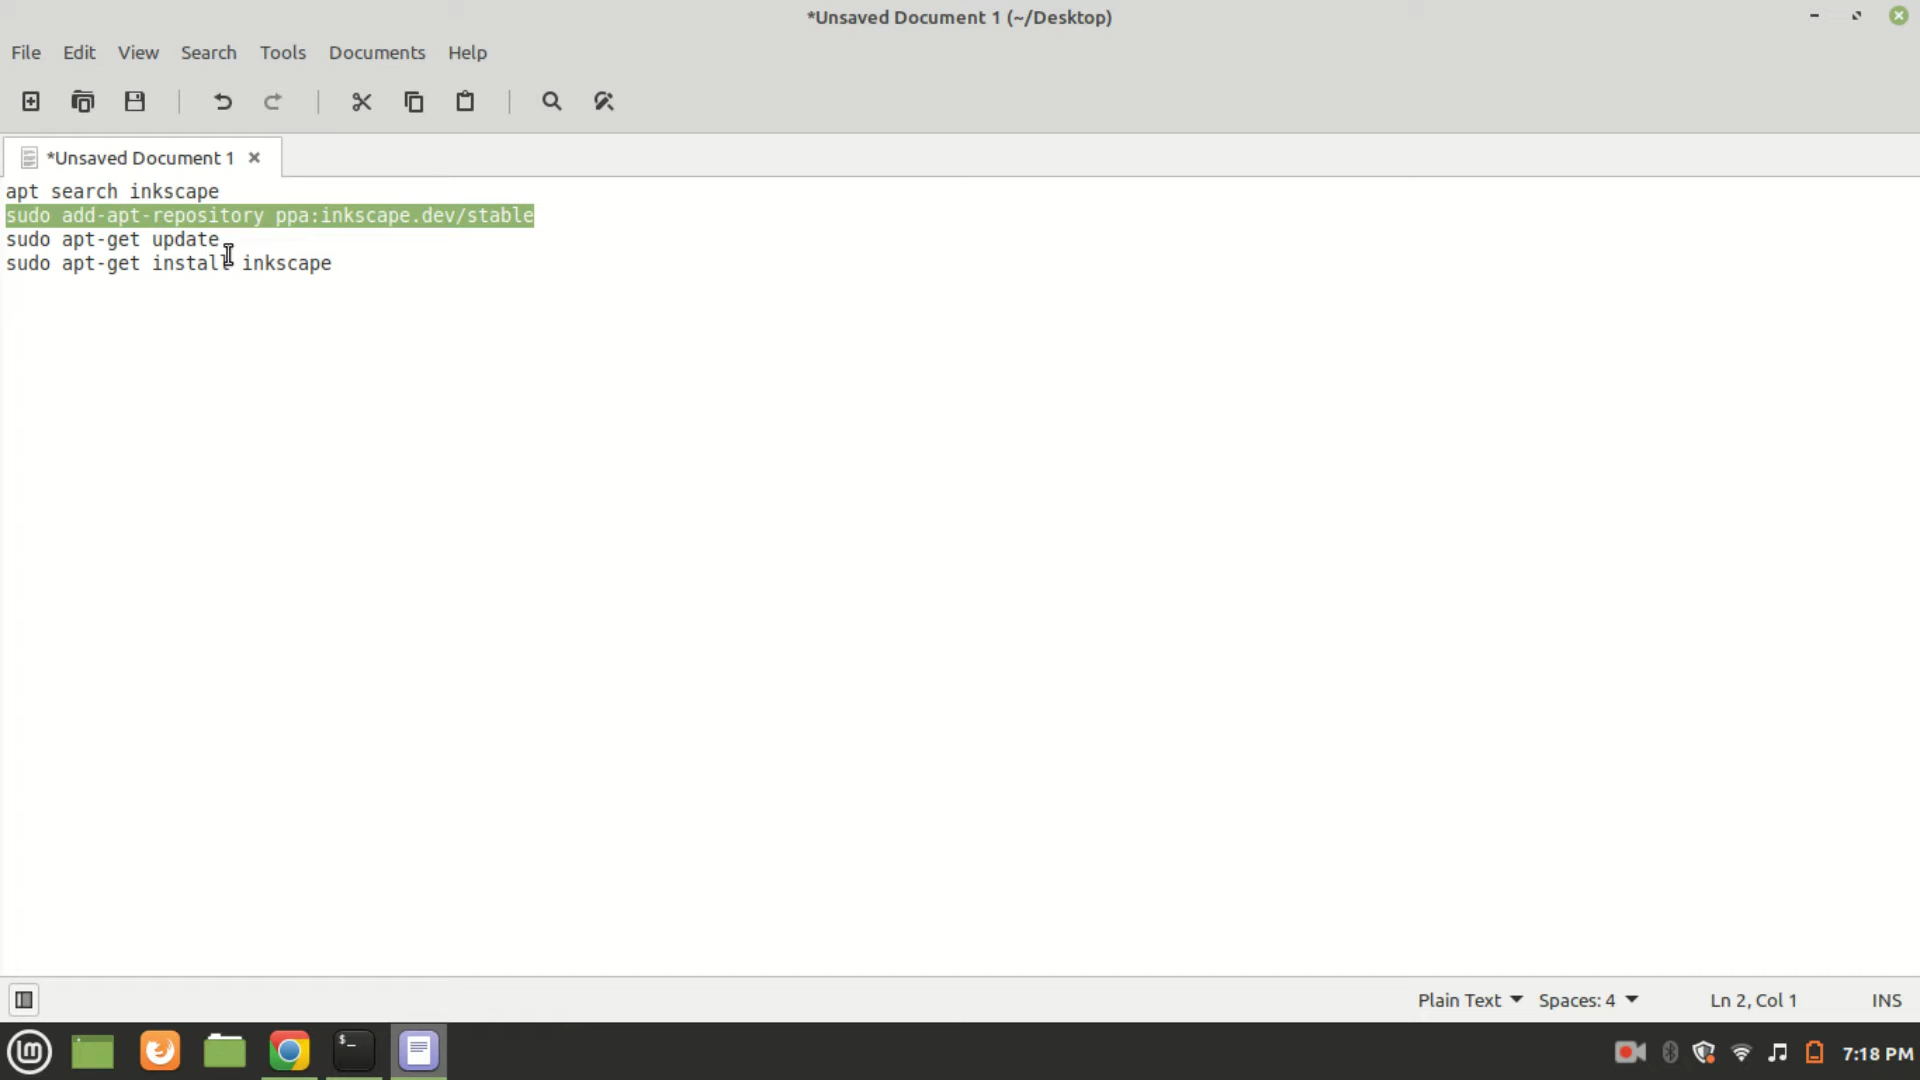 *Unsaved Document 1 (~/Desktop)
File Edit View Search Tools Documents Help
*Unsaved Document 1
apt search inkscape
sudo add-apt-repository ppa:inkscape.dev/stable
sudo apt-get update
sudo apt-get install inkscape
Plain Text Spaces: 4 Ln 2, Col 1 INS
7:18 PM